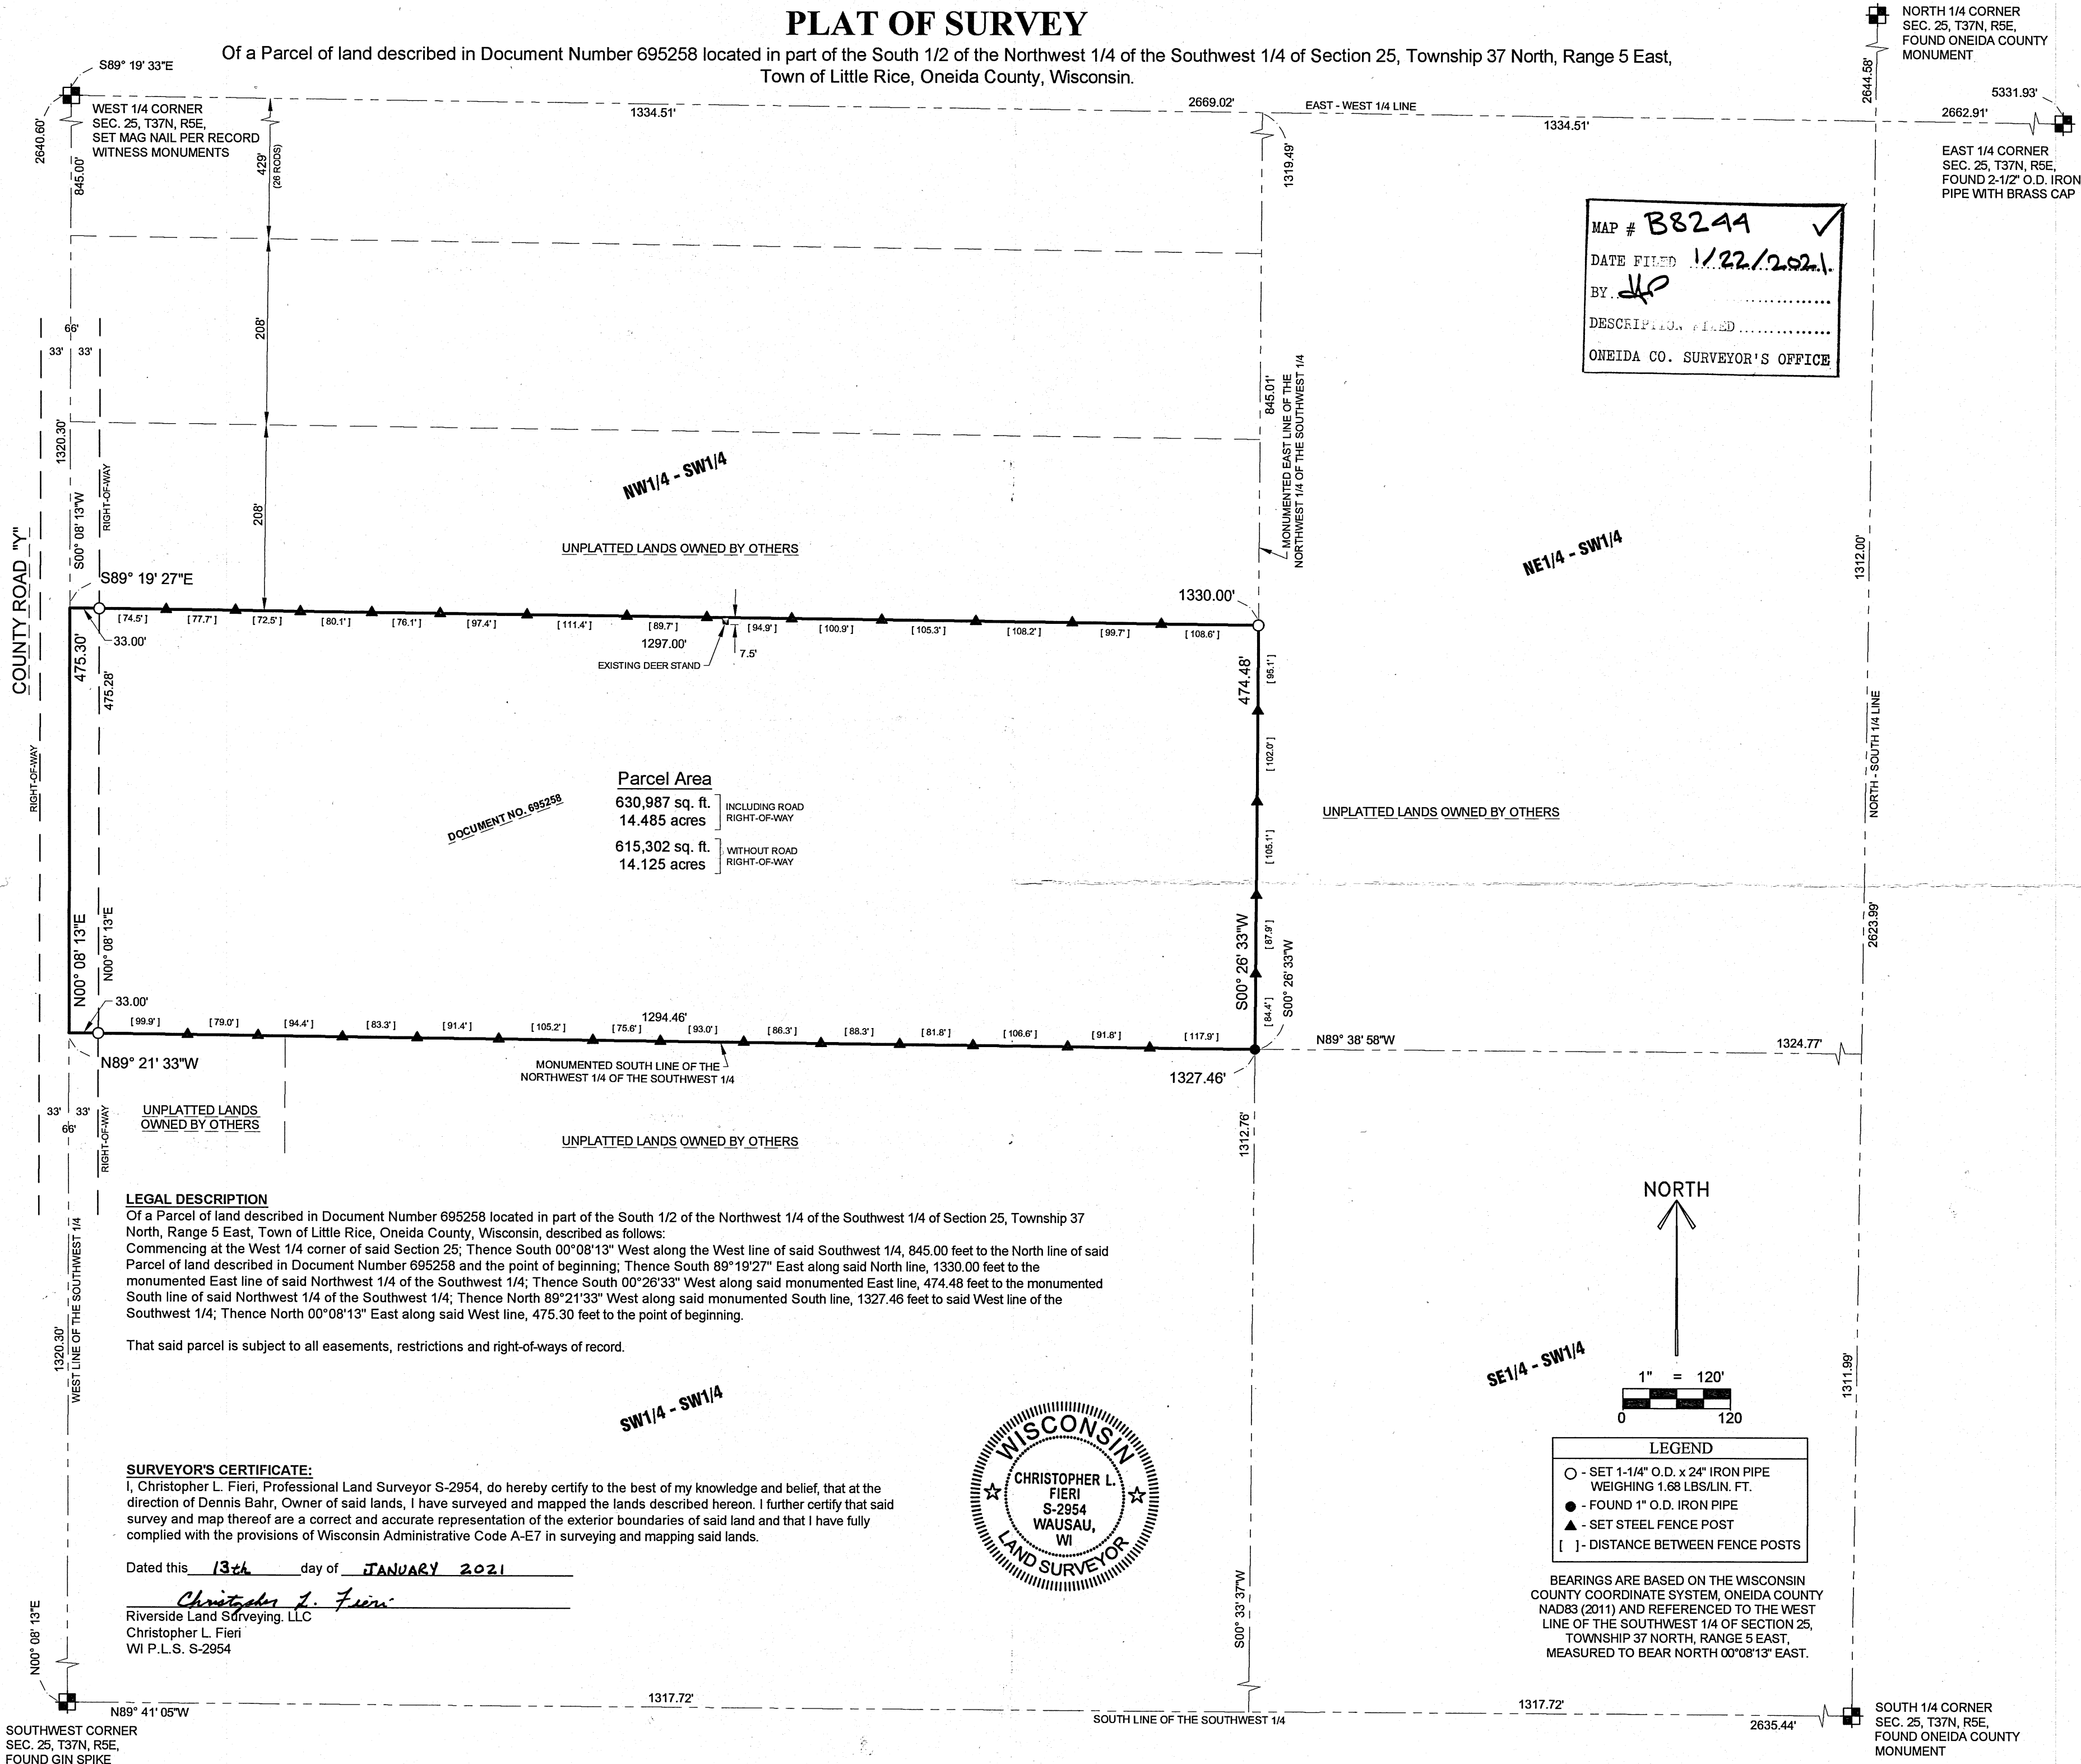 PLAT OF SURVEY
Of a Parcel of land described in Document Number 695258 located in part of the South 1/2 of the Northwest 1/4 of the Southwest 1/4 of Section 25, Township 37 North, Range 5 East,
Town of Little Rice, Oneida County, Wisconsin.
NORTH 1/4 CORNER
SEC. 25, T37N, R5E,
FOUND ONEIDA COUNTY
MONUMENT
S89° 19' 33"E
WEST 1/4 CORNER
SEC. 25, T37N, R5E,
SET MAG NAIL PER RECORD
WITNESS MONUMENTS
2640.60'
845.00'
429'
(26 RODS)
1334.51'
2669.02'
EAST - WEST 1/4 LINE
1334.51'
2644.58'
2662.91'
5331.93'
EAST 1/4 CORNER
SEC. 25, T37N, R5E,
FOUND 2-1/2" O.D. IRON
PIPE WITH BRASS CAP
1319.49'
MAP # B8244 ✓
DATE FILED 1/22/2021
BY
DESCRIPTION FILED
ONEIDA CO. SURVEYOR'S OFFICE
66'
33' 33'
208'
208'
1320.30'
S00° 08' 13"W
RIGHT-OF-WAY
845.01'
MONUMENTED EAST LINE OF THE
NORTHWEST 1/4 OF THE SOUTHWEST 1/4
NW1/4 - SW1/4
UNPLATTED LANDS OWNED BY OTHERS
NE1/4 - SW1/4
1312.00'
COUNTY ROAD "Y"
S89° 19' 27"E
1330.00'
[74.5'] [77.7'] [72.5'] [80.1'] [76.1'] [97.4'] [111.4'] [89.7'] [94.9'] [100.9'] [105.3'] [108.2'] [99.7'] [108.6']
33.00'
1297.00'
EXISTING DEER STAND
7.5'
475.30'
475.28'
474.48'
[95.1']
[102.0']
[105.1']
[87.9']
[84.4']
RIGHT-OF-WAY
NORTH - SOUTH 1/4 LINE
Parcel Area
630,987 sq. ft.
14.485 acres
INCLUDING ROAD
RIGHT-OF-WAY
615,302 sq. ft.
14.125 acres
WITHOUT ROAD
RIGHT-OF-WAY
DOCUMENT NO. 695258
UNPLATTED LANDS OWNED BY OTHERS
2623.99'
N00° 08' 13"E
N00° 08' 13"E
S00° 26' 33"W
S00° 26' 33"W
33.00'
[99.9'] [79.0'] [94.4'] [83.3'] [91.4'] [105.2'] [75.6'] [93.0'] [86.3'] [88.3'] [81.8'] [106.6'] [91.8'] [117.9']
1294.46'
N89° 21' 33"W
MONUMENTED SOUTH LINE OF THE
NORTHWEST 1/4 OF THE SOUTHWEST 1/4
1327.46'
N89° 38' 58"W
1324.77'
33' 33'
66'
RIGHT-OF-WAY
UNPLATTED LANDS
OWNED BY OTHERS
UNPLATTED LANDS OWNED BY OTHERS
1312.76'
LEGAL DESCRIPTION
Of a Parcel of land described in Document Number 695258 located in part of the South 1/2 of the Northwest 1/4 of the Southwest 1/4 of Section 25, Township 37
North, Range 5 East, Town of Little Rice, Oneida County, Wisconsin, described as follows:
Commencing at the West 1/4 corner of said Section 25; Thence South 00°08'13" West along the West line of said Southwest 1/4, 845.00 feet to the North line of said
Parcel of land described in Document Number 695258 and the point of beginning; Thence South 89°19'27" East along said North line, 1330.00 feet to the
monumented East line of said Northwest 1/4 of the Southwest 1/4; Thence South 00°26'33" West along said monumented East line, 474.48 feet to the monumented
South line of said Northwest 1/4 of the Southwest 1/4; Thence North 89°21'33" West along said monumented South line, 1327.46 feet to said West line of the
Southwest 1/4; Thence North 00°08'13" East along said West line, 475.30 feet to the point of beginning.
That said parcel is subject to all easements, restrictions and right-of-ways of record.
1320.30'
WEST LINE OF THE SOUTHWEST 1/4
SW1/4 - SW1/4
SE1/4 - SW1/4
1311.99'
NORTH
1" = 120'
0 120
LEGEND
- SET 1-1/4" O.D. x 24" IRON PIPE
WEIGHING 1.68 LBS/LIN. FT.
- FOUND 1" O.D. IRON PIPE
- SET STEEL FENCE POST
[ ] - DISTANCE BETWEEN FENCE POSTS
BEARINGS ARE BASED ON THE WISCONSIN
COUNTY COORDINATE SYSTEM, ONEIDA COUNTY
NAD83 (2011) AND REFERENCED TO THE WEST
LINE OF THE SOUTHWEST 1/4 OF SECTION 25,
TOWNSHIP 37 NORTH, RANGE 5 EAST,
MEASURED TO BEAR NORTH 00°08'13" EAST.
WISCONSIN
CHRISTOPHER L.
FIERI
S-2954
WAUSAU,
WI
LAND SURVEYOR
SURVEYOR'S CERTIFICATE:
I, Christopher L. Fieri, Professional Land Surveyor S-2954, do hereby certify to the best of my knowledge and belief, that at the
direction of Dennis Bahr, Owner of said lands, I have surveyed and mapped the lands described hereon. I further certify that said
survey and map thereof are a correct and accurate representation of the exterior boundaries of said land and that I have fully
complied with the provisions of Wisconsin Administrative Code A-E7 in surveying and mapping said lands.
Dated this 13th day of JANUARY 2021
Christopher L. Fieri
Riverside Land Surveying. LLC
Christopher L. Fieri
WI P.L.S. S-2954
S00° 33' 37"W
N00° 08' 13"E
N89° 41' 05"W
1317.72'
SOUTH LINE OF THE SOUTHWEST 1/4
1317.72'
2635.44'
SOUTHWEST CORNER
SEC. 25, T37N, R5E,
FOUND GIN SPIKE
SOUTH 1/4 CORNER
SEC. 25, T37N, R5E,
FOUND ONEIDA COUNTY
MONUMENT